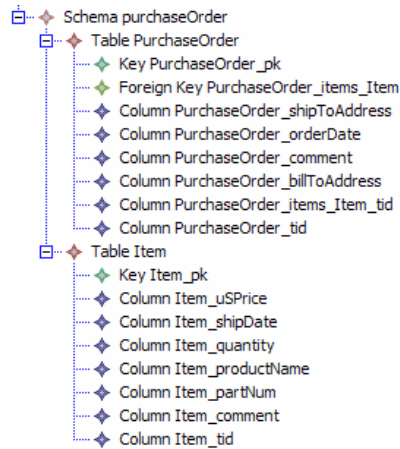 Schema purchaseOrder
Table PurchaseOrder
Key PurchaseOrder_pk
Foreign Key PurchaseOrder_items_Item
Column PurchaseOrder_shipToAddress
Column PurchaseOrder_orderDate
Column PurchaseOrder_comment
Column PurchaseOrder_billToAddress
Column PurchaseOrder_items_Item_tid
Column PurchaseOrder_tid
Table Item
Key Item_pk
Column Item_uSPrice
Column Item_shipDate
Column Item_quantity
Column Item_productName
Column Item_partNum
Column Item_comment
Column Item_tid